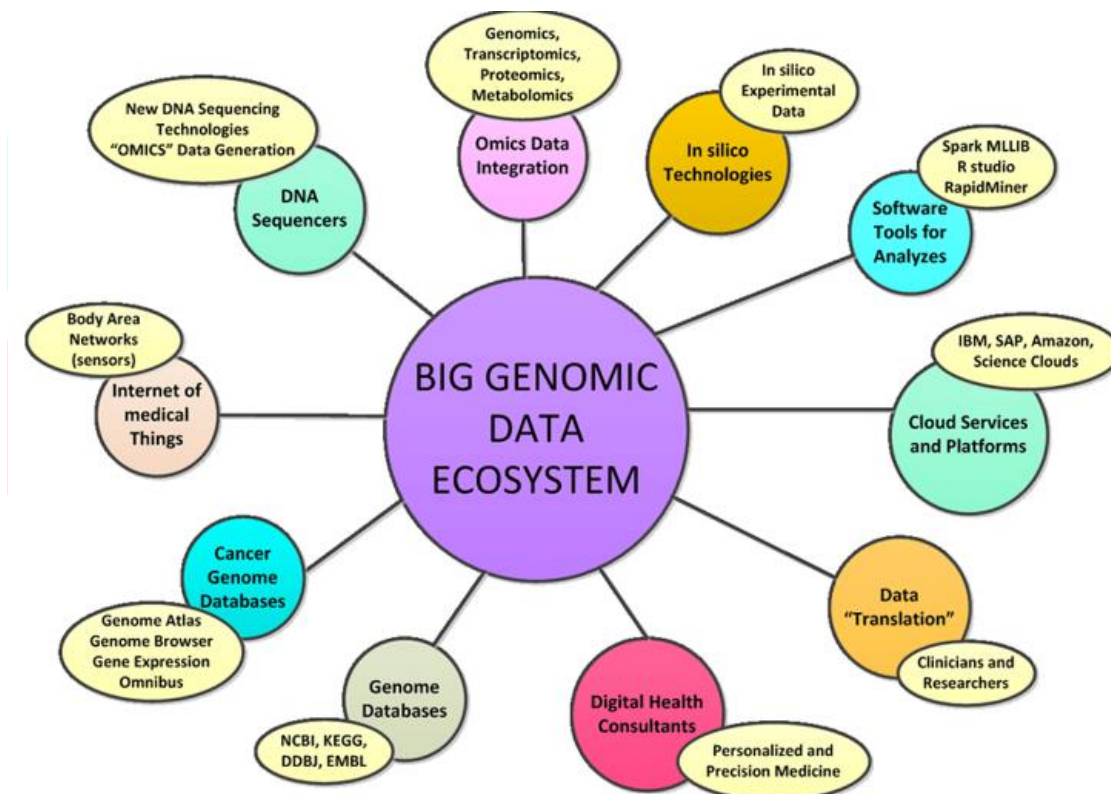 Genomics,
Transcriptomics,
Proteomics,
Metabolomics
Omics Data
Integration
In silico
Experimental
Data
In silico
Technologies
New DNA Sequencing
Technologies
“OMICS” Data Generation
DNA
Sequencers
Spark MLLIB
R studio
RapidMiner
Software
Tools for
Analyzes
Body Area
Networks
(sensors)
Internet of
medical
Things
BIG GENOMIC
DATA
ECOSYSTEM
IBM, SAP, Amazon,
Science Clouds
Cloud Services
and Platforms
Cancer
Genome
Databases
Genome Atlas
Genome Browser
Gene Expression
Omnibus
Data
“Translation”
Clinicians and
Researchers
Genome
Databases
NCBI, KEGG,
DDBJ, EMBL
Digital Health
Consultants
Personalized and
Precision Medicine